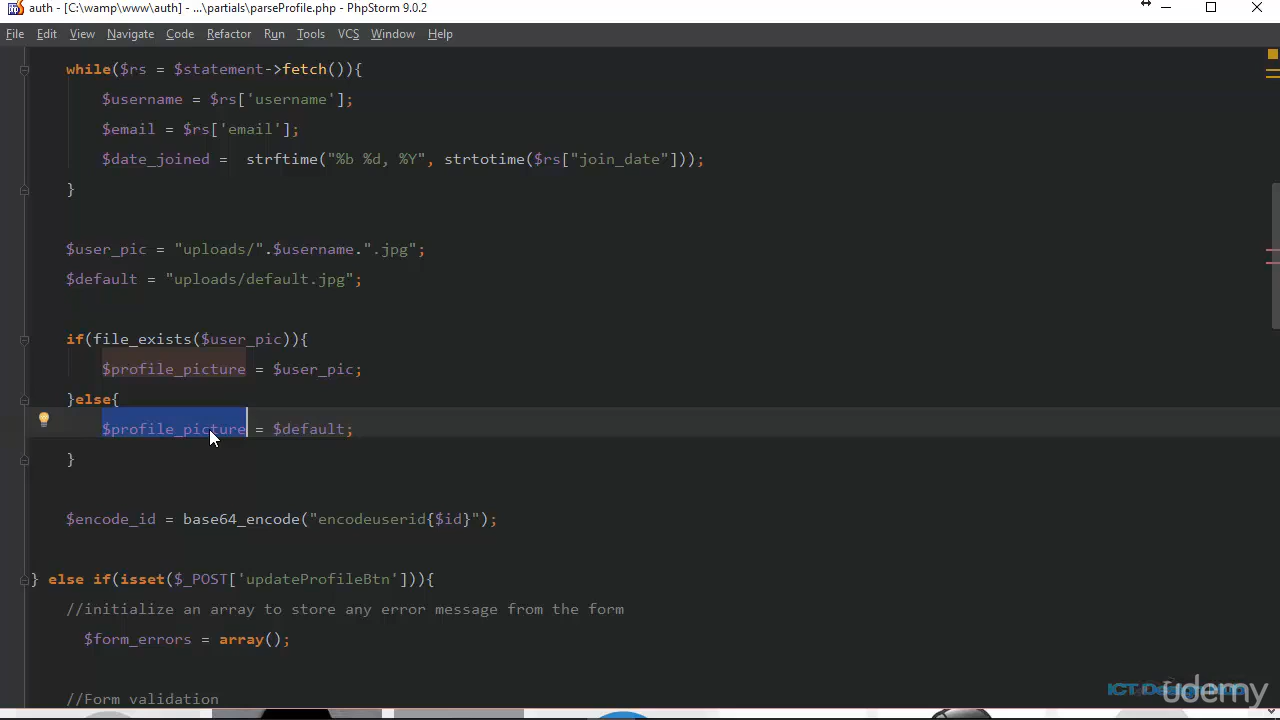 auth - [C:\wamp\www\auth] - ...\partials\parseProfile.php - PhpStorm 9.0.2
File Edit View Navigate Code Refactor Run Tools VCS Window Help
while($rs = $statement->fetch()){
$username = $rs['username'];
$email = $rs['email'];
$date_joined =  strftime("%b %d, %Y", strtotime($rs["join_date"]));
}
$user_pic = "uploads/".$username.".jpg";
$default = "uploads/default.jpg";
if(file_exists($user_pic)){
$profile_picture = $user_pic;
}else{
$profile_picture = $default;
}
$encode_id = base64_encode("encodeuserid{$id}");
} else if(isset($_POST['updateProfileBtn'])){
//initialize an array to store any error message from the form
$form_errors = array();
//Form validation
ICT Design Hub
udemy